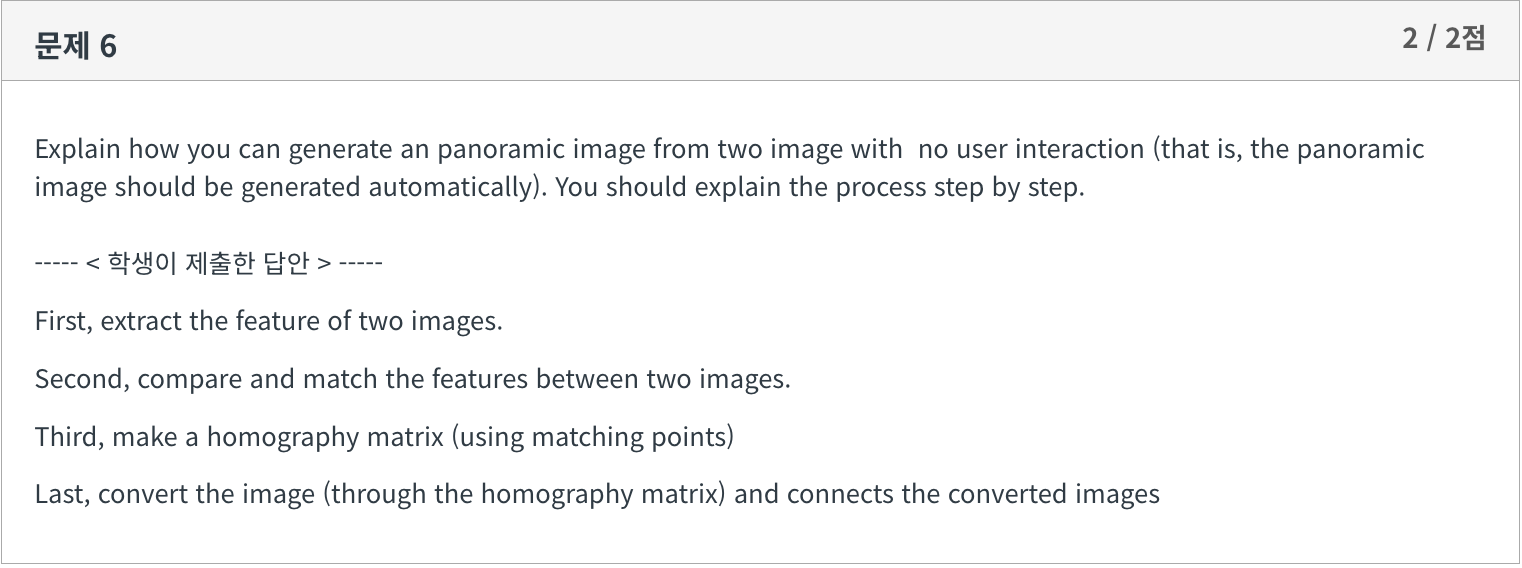 문제 6
2 / 2점
Explain how you can generate an panoramic image from two image with  no user interaction (that is, the panoramic
image should be generated automatically). You should explain the process step by step.
----- < 학생이 제출한 답안 > -----
First, extract the feature of two images.
Second, compare and match the features between two images.
Third, make a homography matrix (using matching points)
Last, convert the image (through the homography matrix) and connects the converted images